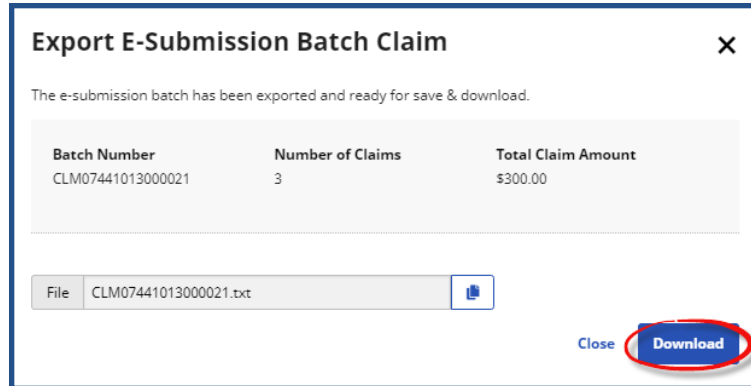 Export E-Submission Batch Claim
The e-submission batch has been exported and ready for save & download.
Batch Number Number of Claims Total Claim Amount
CLM07441013000021 3 $300.00
File CLM07441013000021.txt
Close Download